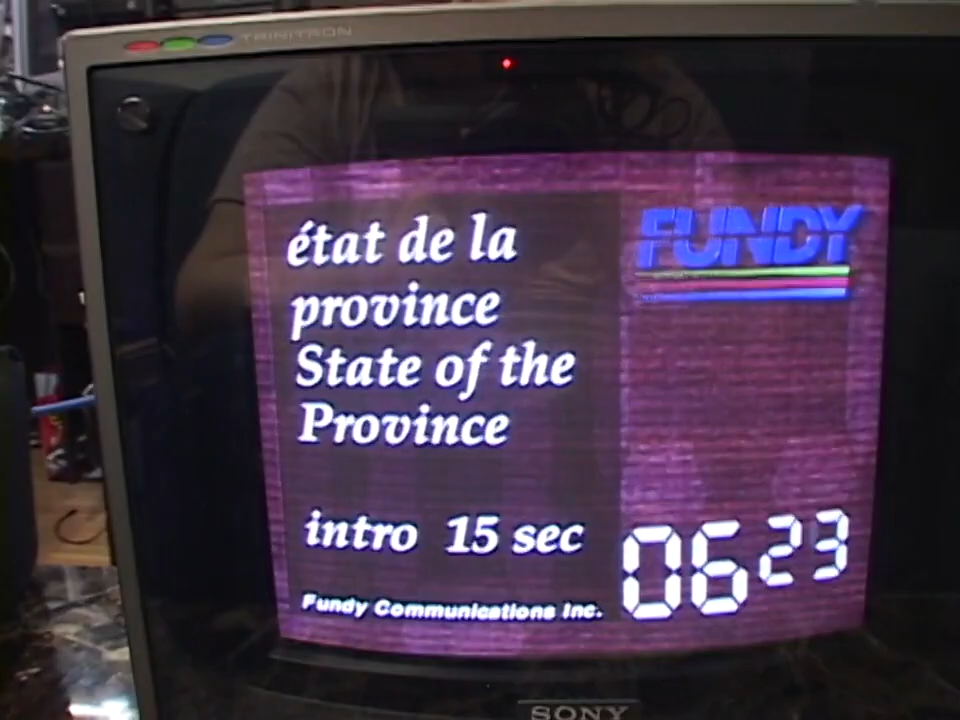 TRINITRON
état de la
province
State of the
Province
FUNDY
intro 15 sec
0623
Fundy Communications Inc.
SONY